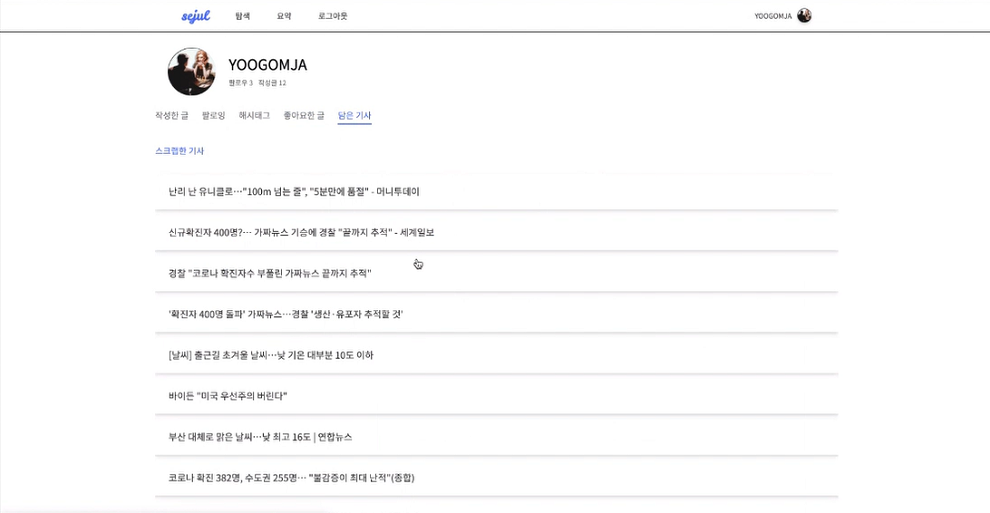 sejul 탐색 요약 로그아웃 YOOGOMJA
YOOGOMJA
팔로우 3 작성글 12
작성한 글 팔로잉 해시태그 좋아요한 글 담은 기사
스크랩한 기사
난리 난 유니클로…"100m 넘는 줄", "5분만에 품절" - 머니투데이
신규확진자 400명?… 가짜뉴스 기승에 경찰 "끝까지 추적" - 세계일보
경찰 "코로나 확진자수 부풀린 가짜뉴스 끝까지 추적"
'확진자 400명 돌파' 가짜뉴스…경찰 '생산·유포자 추적할 것'
[날씨] 출근길 초겨울 날씨…낮 기온 대부분 10도 이하
바이든 "미국 우선주의 버린다"
부산 대체로 맑은 날씨…낮 최고 16도 | 연합뉴스
코로나 확진 382명, 수도권 255명… "불감증이 최대 난적"(종합)